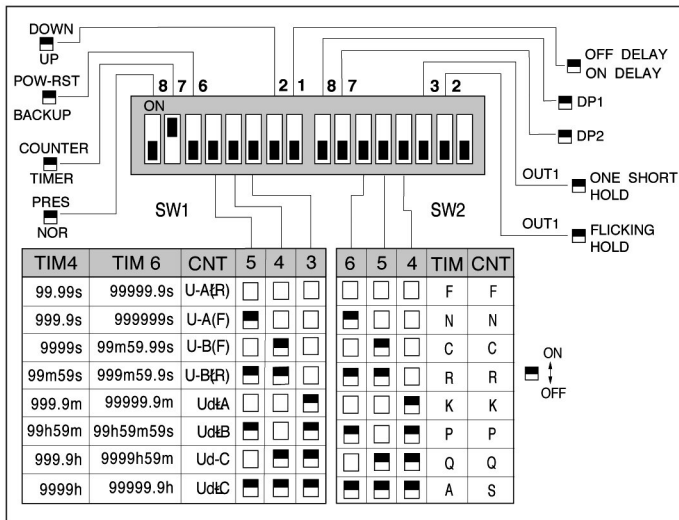 DOWN
UP
POW-RST
BACKUP
COUNTER
TIMER
PRES
NOR
8 7 6 2 1 8 7 3 2
ON
SW1 SW2
OFF DELAY
ON DELAY
DP1
DP2
OUT1 ONE SHORT
HOLD
OUT1 FLICKING
HOLD
TIM4 TIM 6 CNT 5 4 3
99.99s 99999.9s U-A(R)
999.9s 999999s U-A(F)
9999s 99m59.99s U-B(F)
99m59s 999m59.9s U-B(R)
999.9m 99999.9m Ud-A
99h59m 99h59m59s Ud-B
999.9h 9999h59m Ud-C
9999h 99999.9h Ud-C
6 5 4 TIM CNT
F F
N N
C C
R R
K K
P P
Q Q
A S
ON
OFF